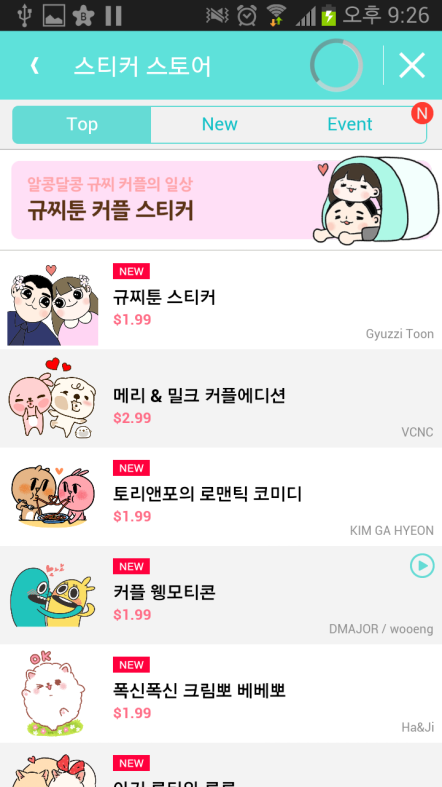 오후 9:26
스티커 스토어
Top New Event N
알콩달콩 규찌 커플의 일상
규찌툰 커플 스티커
NEW
규찌툰 스티커
$1.99
Gyuzzi Toon
메리 & 밀크 커플에디션
$2.99
VCNC
NEW
토리앤포의 로맨틱 코미디
$1.99
KIM GA HYEON
NEW
커플 웽모티콘
$1.99
DMAJOR / wooeng
OK
NEW
폭신폭신 크림뽀 베베뽀
$1.99
Ha&Ji
NEW